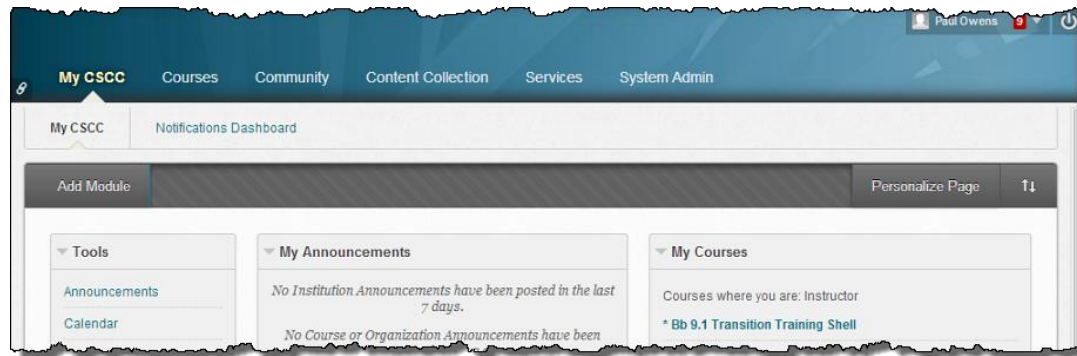 Paul Owens 9
My CSCC Courses Community Content Collection Services System Admin
My CSCC Notifications Dashboard
Add Module Personalize Page
Tools
Announcements
Calendar
My Announcements
No Institution Announcements have been posted in the last
7 days.
No Course or Organization Announcements have been
My Courses
Courses where you are: Instructor
* Bb 9.1 Transition Training Shell